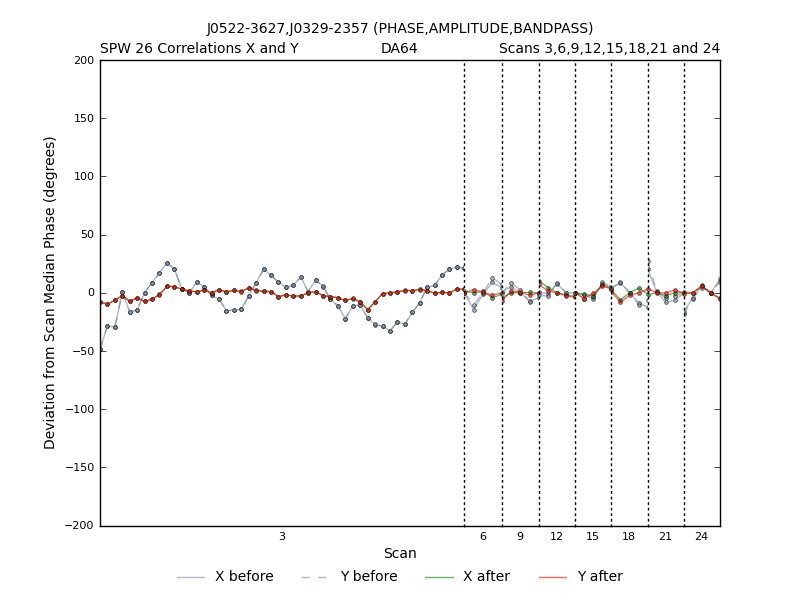 J0522-3627,J0329-2357 (PHASE,AMPLITUDE,BANDPASS)
SPW 26 Correlations X and Y DA64 Scans 3,6,9,12,15,18,21 and 24
200
150
100
50
0
−50
−100
−150
−200
Deviation from Scan Median Phase (degrees)
3 6 9 12 15 18 21 24
Scan
X before Y before X after Y after